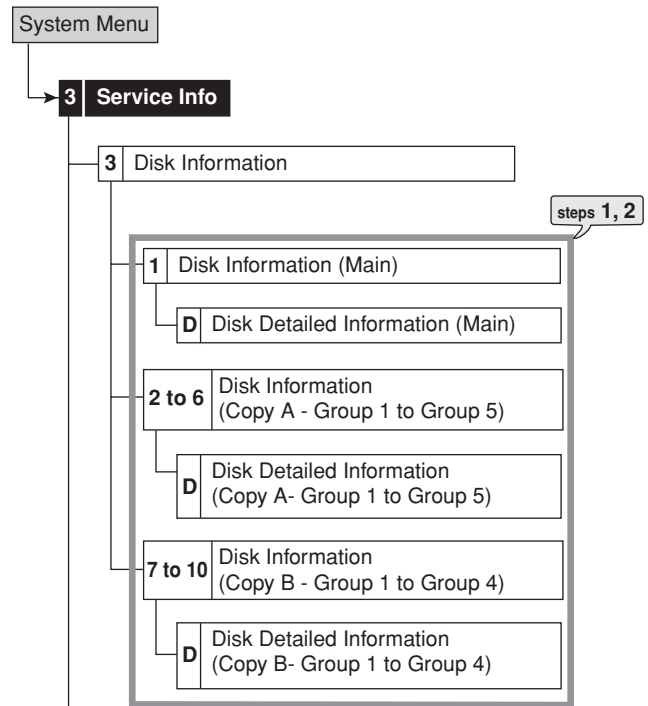 System Menu
3 Service Info
3 Disk Information
steps 1, 2
1 Disk Information (Main)
D Disk Detailed Information (Main)
2 to 6 Disk Information
(Copy A - Group 1 to Group 5)
D Disk Detailed Information
(Copy A- Group 1 to Group 5)
7 to 10 Disk Information
(Copy B - Group 1 to Group 4)
D Disk Detailed Information
(Copy B- Group 1 to Group 4)